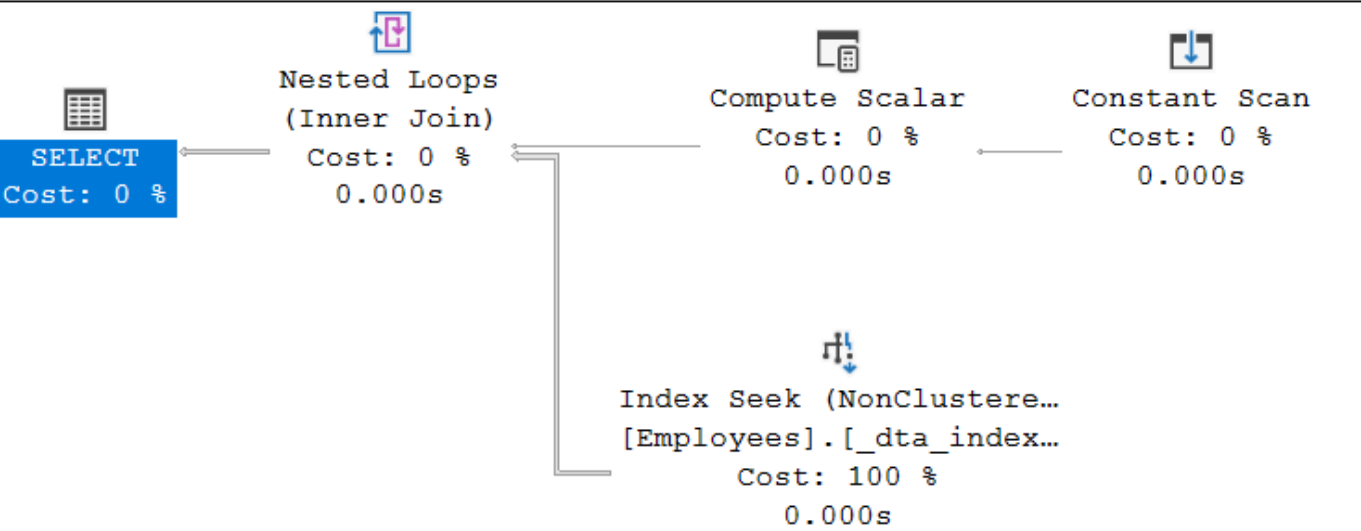 SELECT
Cost: 0 %
Nested Loops
(Inner Join)
Cost: 0 %
0.000s
Compute Scalar
Cost: 0 %
0.000s
Constant Scan
Cost: 0 %
0.000s
Index Seek (NonClustere…
[Employees].[_dta_index…
Cost: 100 %
0.000s